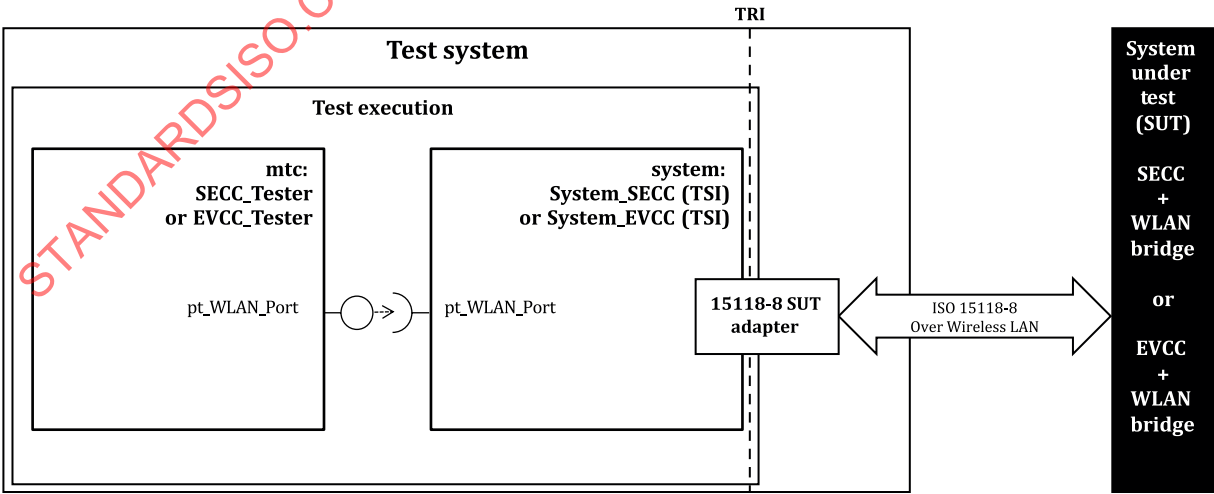 TRI
Test system
Test execution
mtc:
SECC_Tester
or EVCC_Tester
pt_WLAN_Port
system:
System_SECC (TSI)
or System_EVCC (TSI)
pt_WLAN_Port
15118-8 SUT
adapter
ISO 15118-8
Over Wireless LAN
System
under
test
(SUT)
SECC
+
WLAN
bridge
or
EVCC
+
WLAN
bridge
STANDARDSISO.C